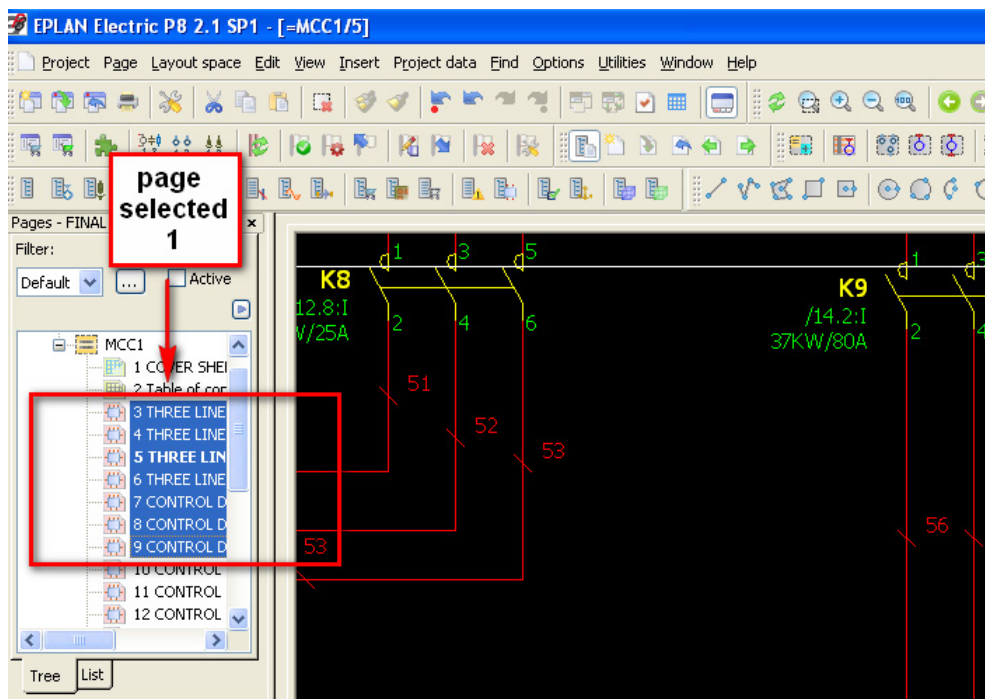 EPLAN Electric P8 2.1 SP1 - [=MCC1/5]
Project Page Layout space Edit View Insert Project data Find Options Utilities Window Help
page
selected
1
Pages - FINAL
Filter:
Default
...
Active
MCC1
1 COVER SHEI
2 Table of cor
3 THREE LINE
4 THREE LINE
5 THREE LIN
6 THREE LINE
7 CONTROL D
8 CONTROL D
9 CONTROL D
10 CONTROL
11 CONTROL
12 CONTROL
Tree List
1 3 5
K8
12.8:I
V/25A
2 4 6
51
52
53
53
1 3
K9
/14.2:I
37KW/80A
2 4
56